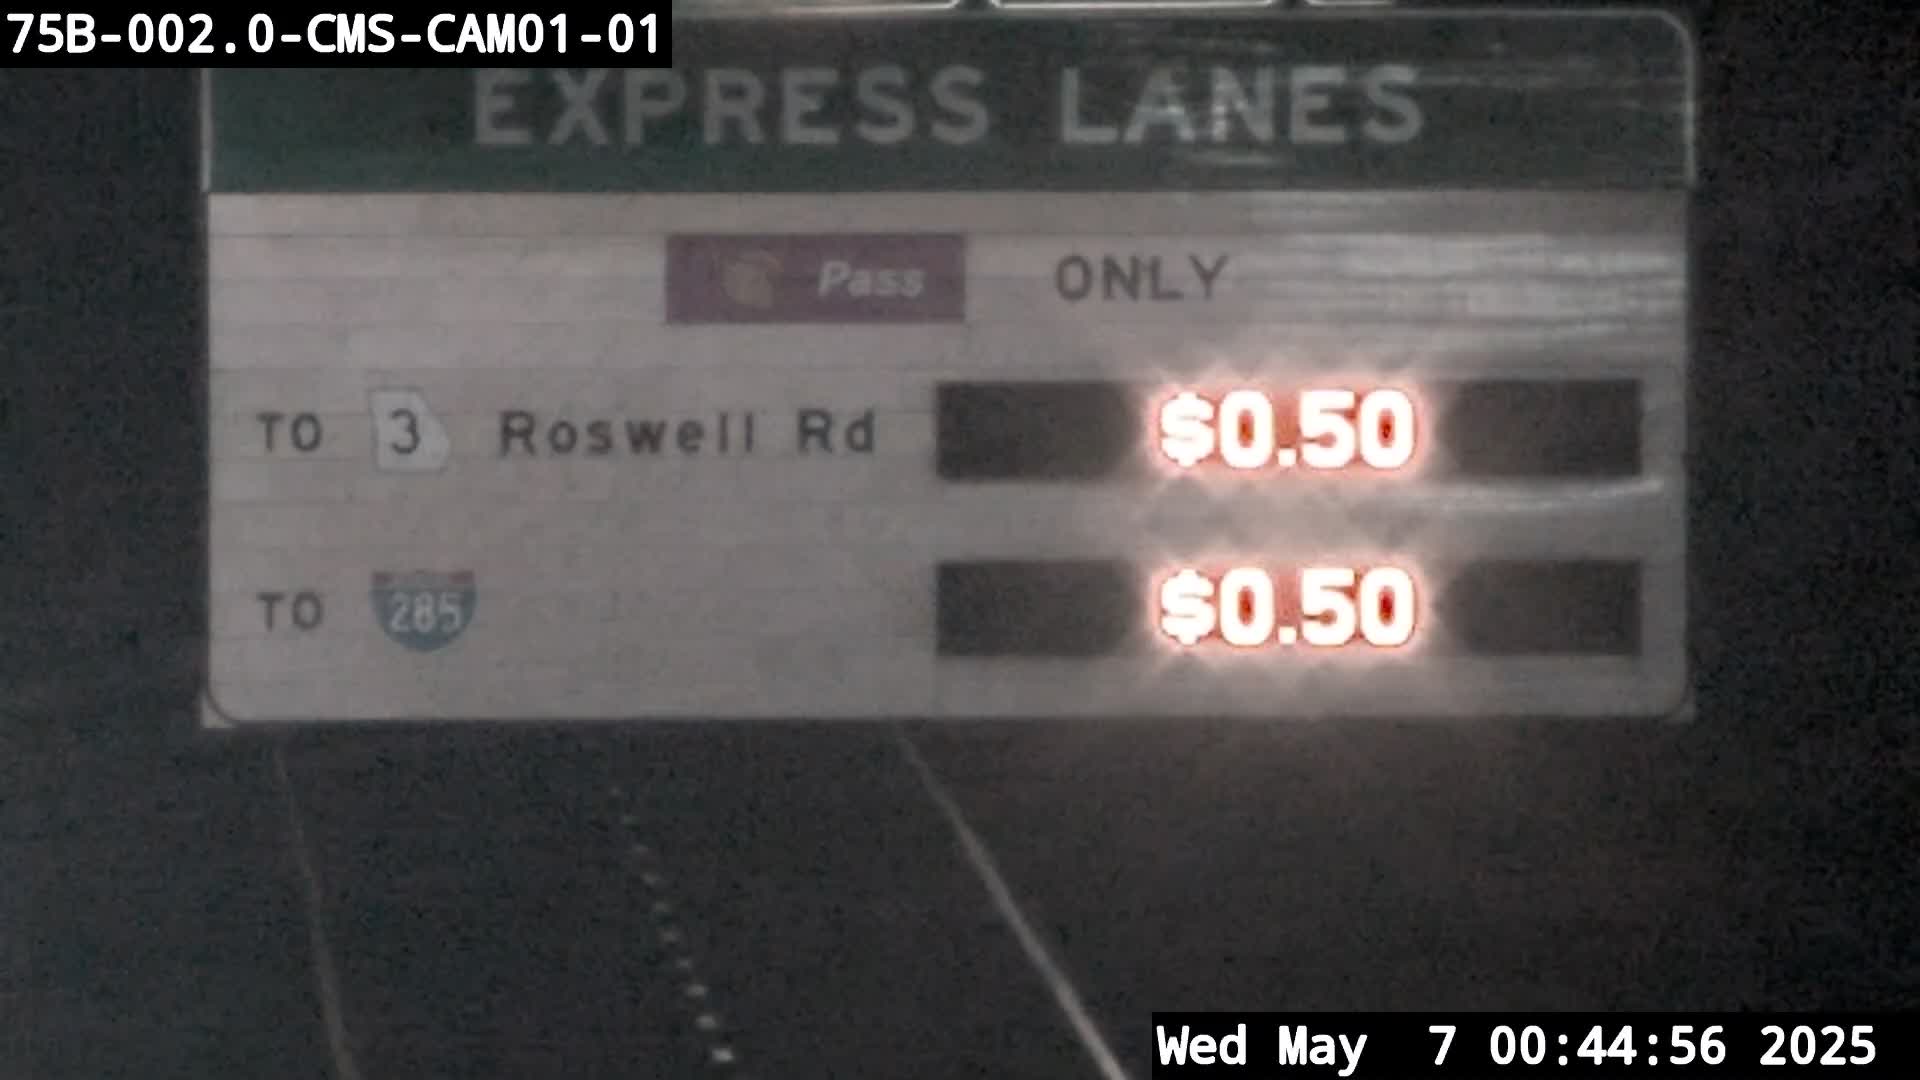 75B-002.0-CMS-CAM01-01
EXPRESS LANES
Pass ONLY
TO 3 Roswell Rd $0.50
TO 285 $0.50
Wed May 7 00:44:56 2025